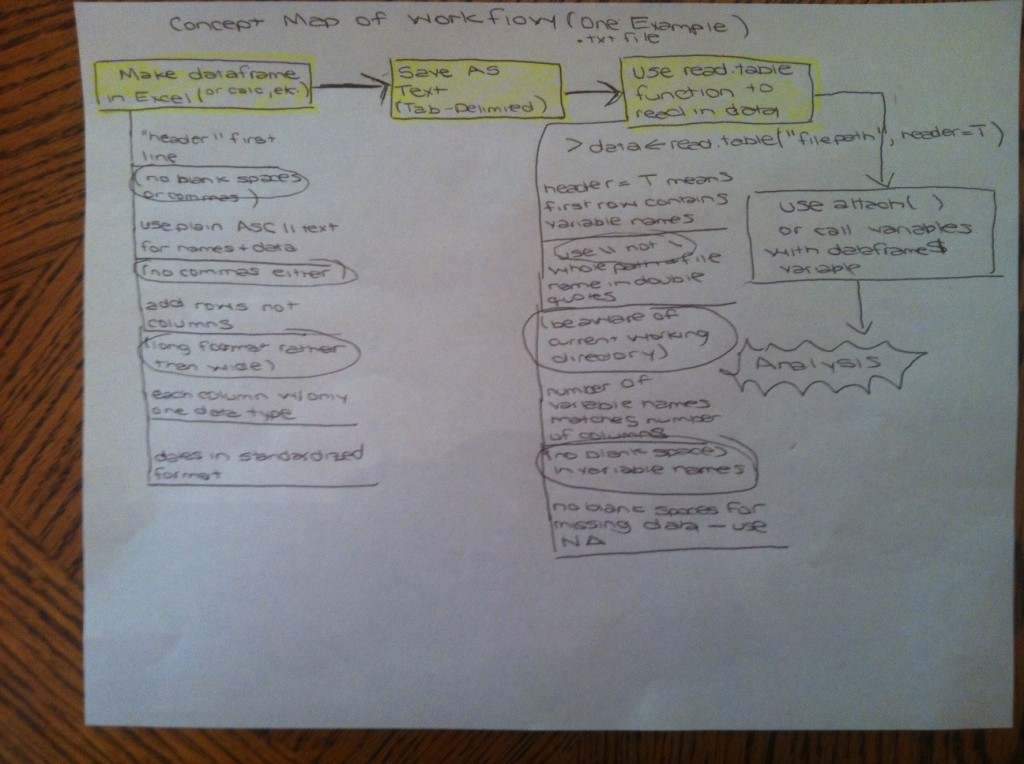 Concept Map of Workflow (One Example)
.txt file
Make dataframe
in Excel (or calc, etc.)
Save As
Text
(Tab-Delimited)
Use read.table
function to
read in data
"header" first
line
(no blank spaces
or commas)
use plain ASCII text
for names + data
(no commas either)
add rows not
columns
(long format rather
than wide)
each column w/ only
one data type
dates in standardized
format
> data ← read.table("filepath", header=T)
header = T means
first row contains
variable names
use \\ not \
whole path + file
name in double
quotes
(be aware of
current working
directory)
number of
variable names
matches number
of columns
(no blank spaces
in variable names
no blank spaces for
missing data — use
NA
use attach( )
or call variables
with dataframe$
variable
Analysis